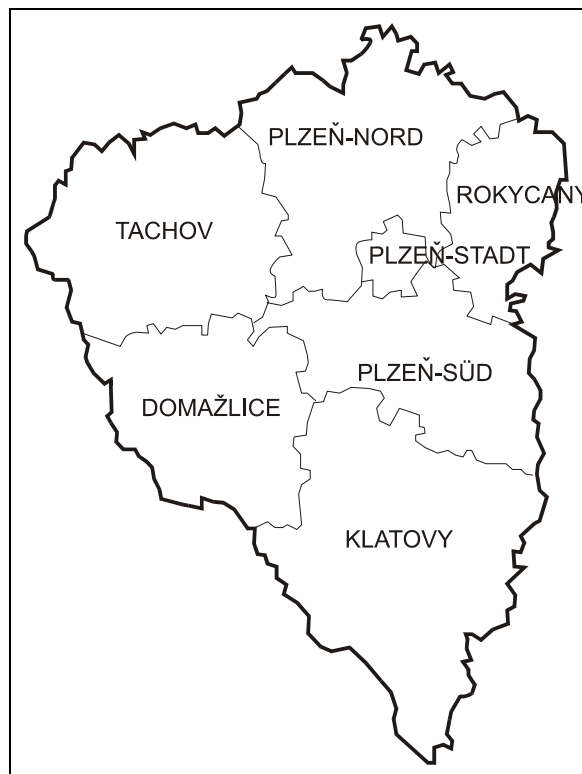 PLZEŇ-NORD
ROKYCANY
TACHOV
PLZEŇ-STADT
PLZEŇ-SÜD
DOMAŽLICE
KLATOVY